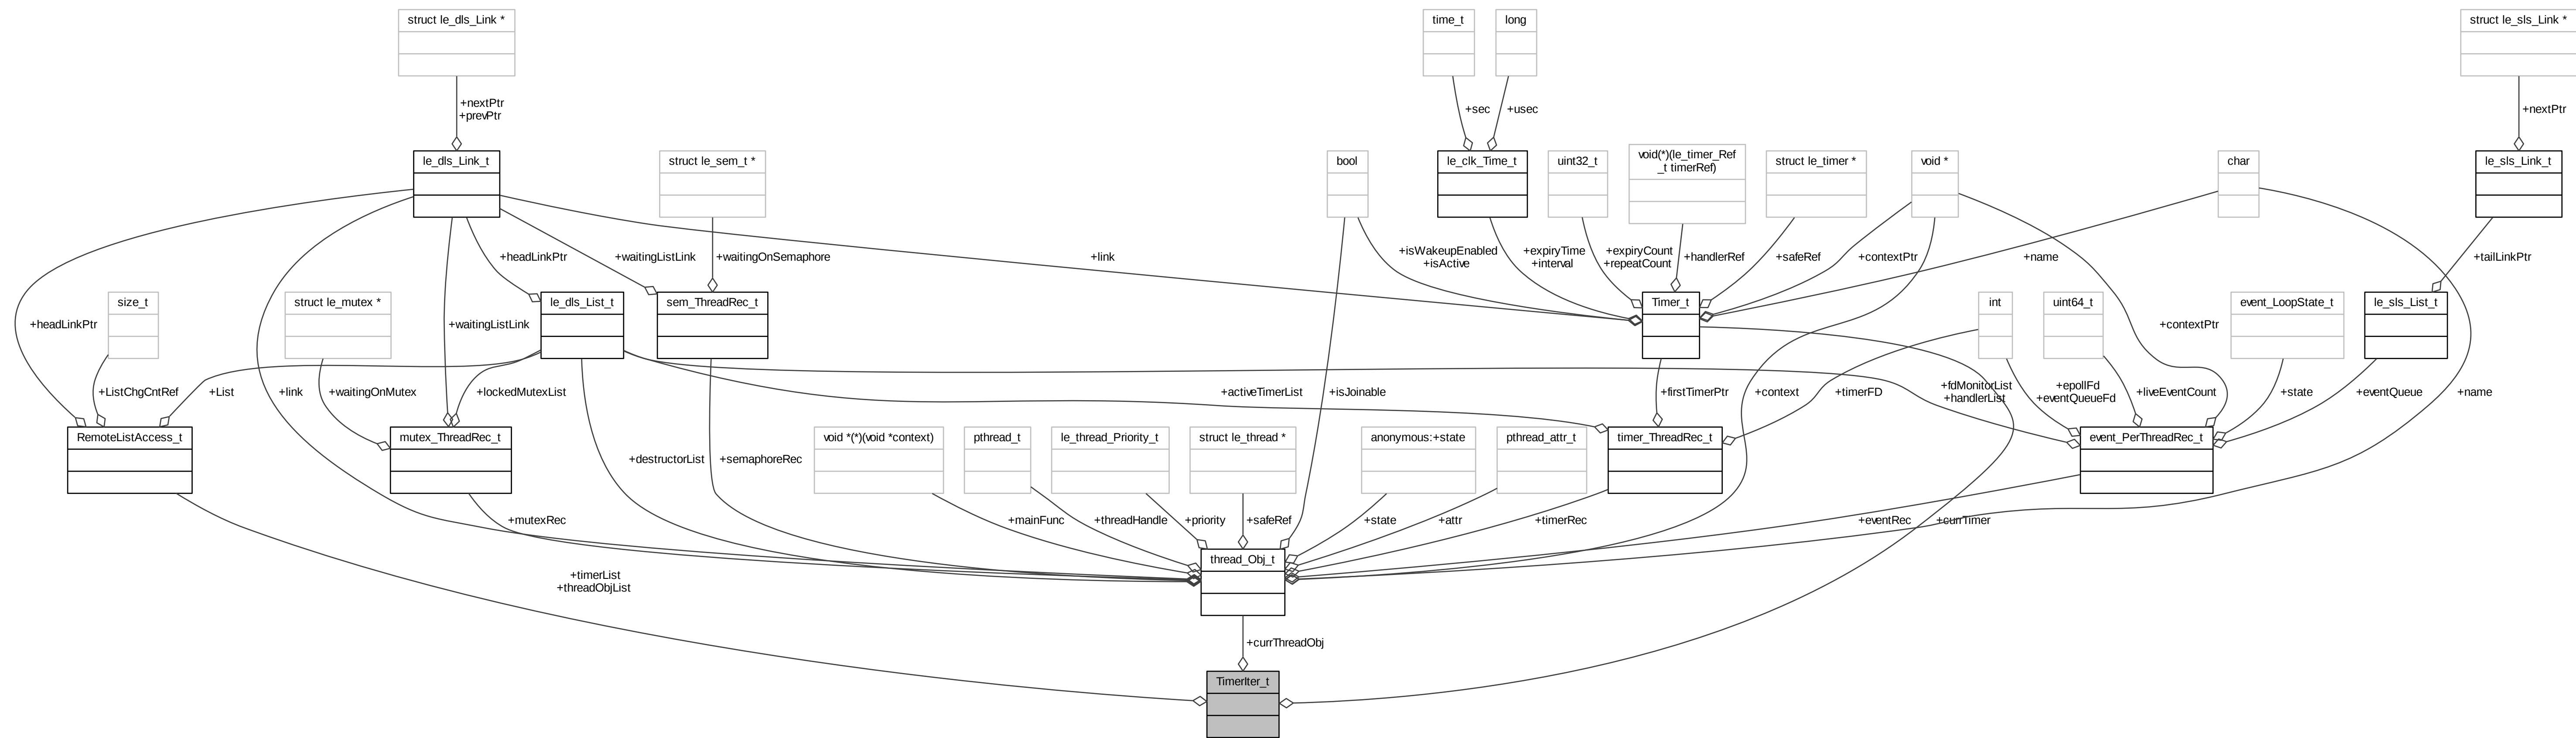 struct le_dls_Link *
time_t
long
struct le_sls_Link *
+nextPtr
+prevPtr
+sec
+usec
+nextPtr
le_dls_Link_t
struct le_sem_t *
bool
le_clk_Time_t
uint32_t
void(*)(le_timer_Ref
_t timerRef)
struct le_timer *
void *
char
le_sls_Link_t
+headLinkPtr
+waitingListLink
+waitingOnSemaphore
+link
+isWakeupEnabled
+isActive
+expiryTime
+interval
+expiryCount
+repeatCount
+handlerRef
+safeRef
+contextPtr
+name
+tailLinkPtr
size_t
struct le_mutex *
le_dls_List_t
sem_ThreadRec_t
Timer_t
int
uint64_t
event_LoopState_t
le_sls_List_t
+headLinkPtr
+waitingListLink
+contextPtr
+ListChgCntRef
+List
+link
+waitingOnMutex
+lockedMutexList
+activeTimerList
+isJoinable
+firstTimerPtr
+context
+timerFD
+fdMonitorList
+handlerList
+epollFd
+eventQueueFd
+liveEventCount
+state
+eventQueue
+name
RemoteListAccess_t
mutex_ThreadRec_t
void *(*)(void *context)
pthread_t
le_thread_Priority_t
struct le_thread *
anonymous:+state
pthread_attr_t
timer_ThreadRec_t
event_PerThreadRec_t
+destructorList
+semaphoreRec
+mutexRec
+mainFunc
+threadHandle
+priority
+safeRef
+state
+attr
+timerRec
+eventRec
+currTimer
thread_Obj_t
+timerList
+threadObjList
+currThreadObj
TimerIter_t